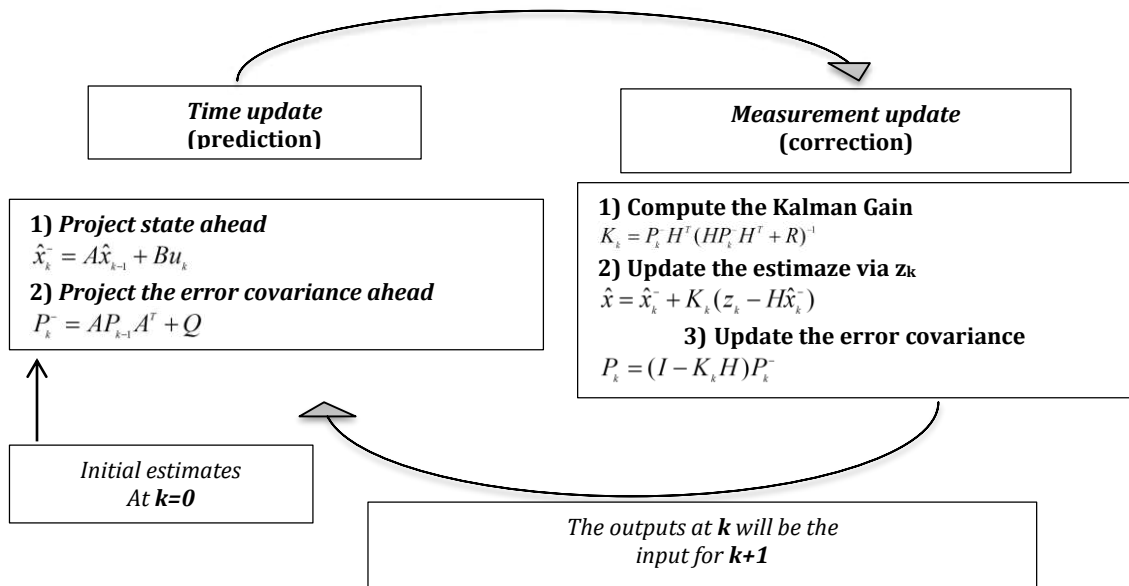 Time update
(prediction)
Measurement update
(correction)
1) Project state ahead
x̂ₖ⁻ = Ax̂ₖ₋₁ + Buₖ
2) Project the error covariance ahead
Pₖ⁻ = APₖ₋₁Aᵀ + Q
1) Compute the Kalman Gain
Kₖ = Pₖ⁻Hᵀ(HPₖ⁻Hᵀ + R)⁻¹
2) Update the estimaze via zₖ
x̂ = x̂ₖ⁻ + Kₖ(zₖ − Hx̂ₖ⁻)
3) Update the error covariance
Pₖ = (I − KₖH)Pₖ⁻
Initial estimates
At k=0
The outputs at k will be the
input for k+1